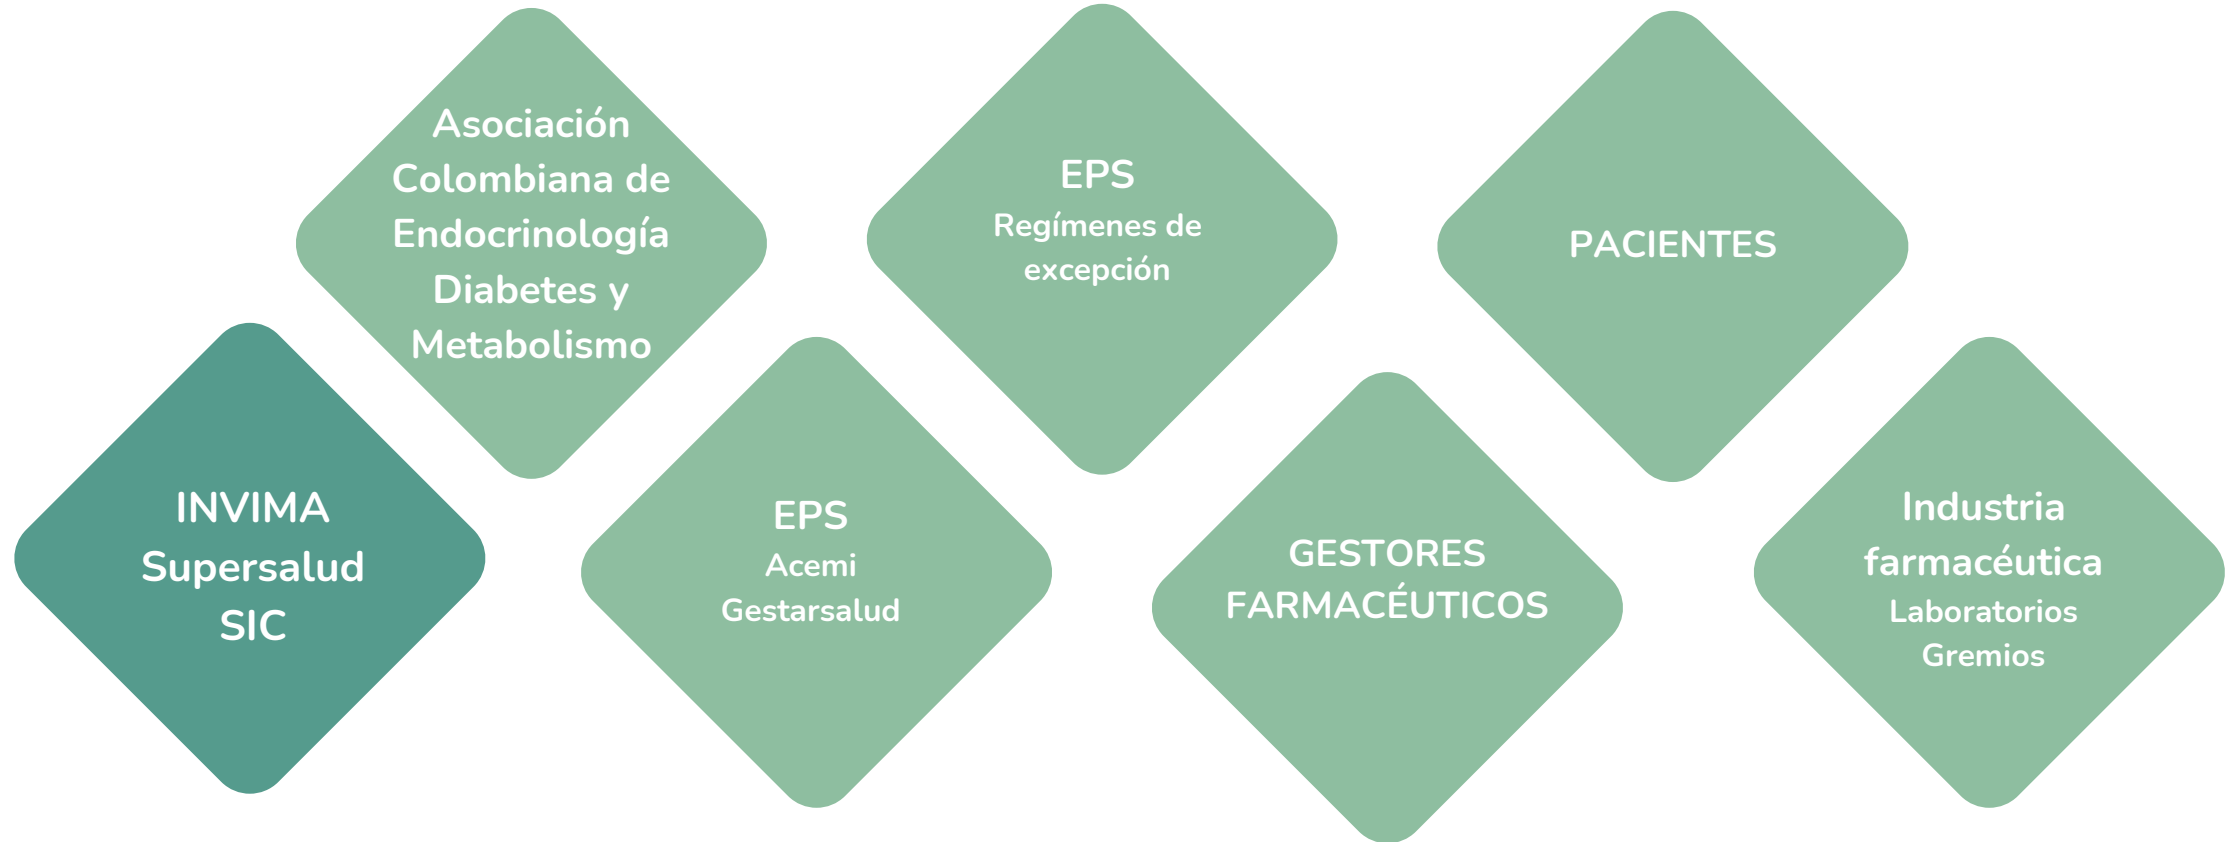 INVIMA
Supersalud
SIC
Asociación
Colombiana de
Endocrinología
Diabetes y
Metabolismo
EPS
Acemi
Gestarsalud
EPS
Regímenes de
excepción
GESTORES
FARMACÉUTICOS
PACIENTES
Industria
farmacéutica
Laboratorios
Gremios